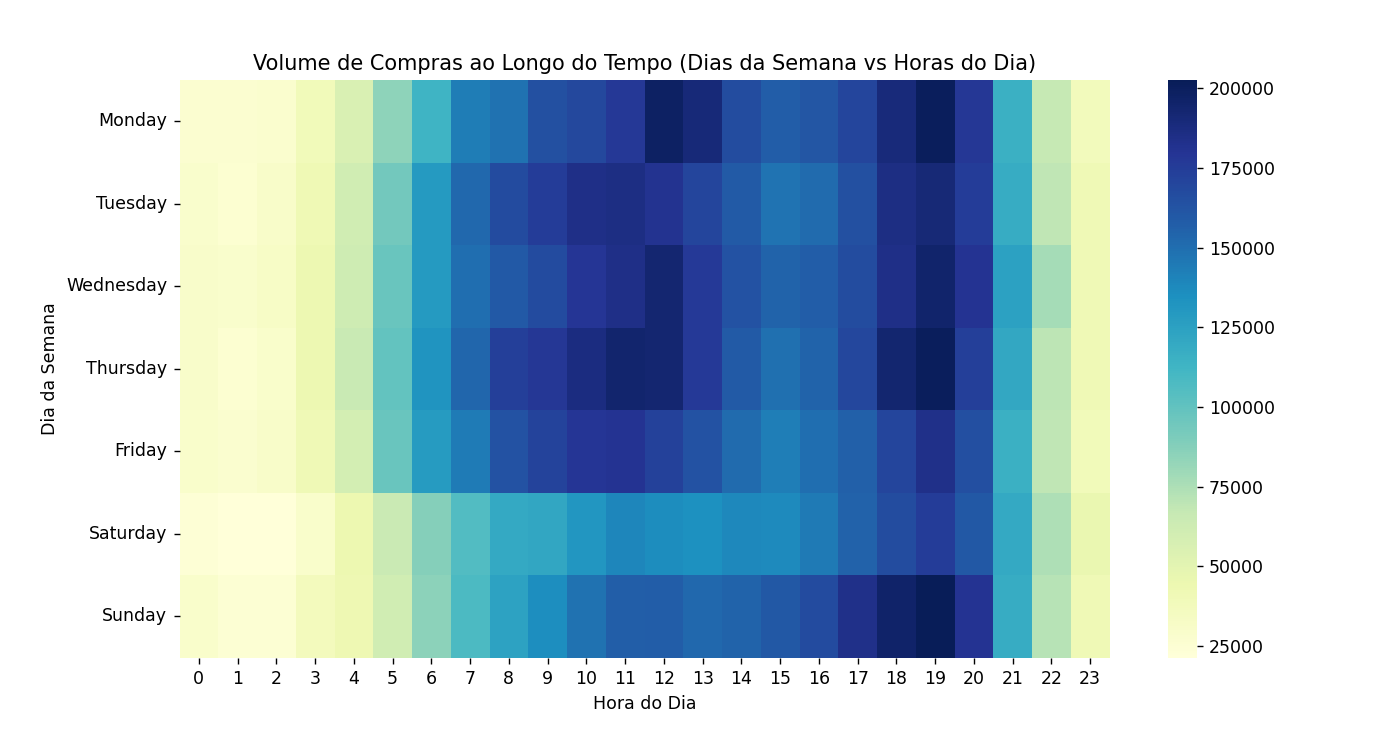 Volume de Compras ao Longo do Tempo (Dias da Semana vs Horas do Dia)
Dia da Semana
Monday
Tuesday
Wednesday
Thursday
Friday
Saturday
Sunday
0 1 2 3 4 5 6 7 8 9 10 11 12 13 14 15 16 17 18 19 20 21 22 23
Hora do Dia
200000
175000
150000
125000
100000
75000
50000
25000